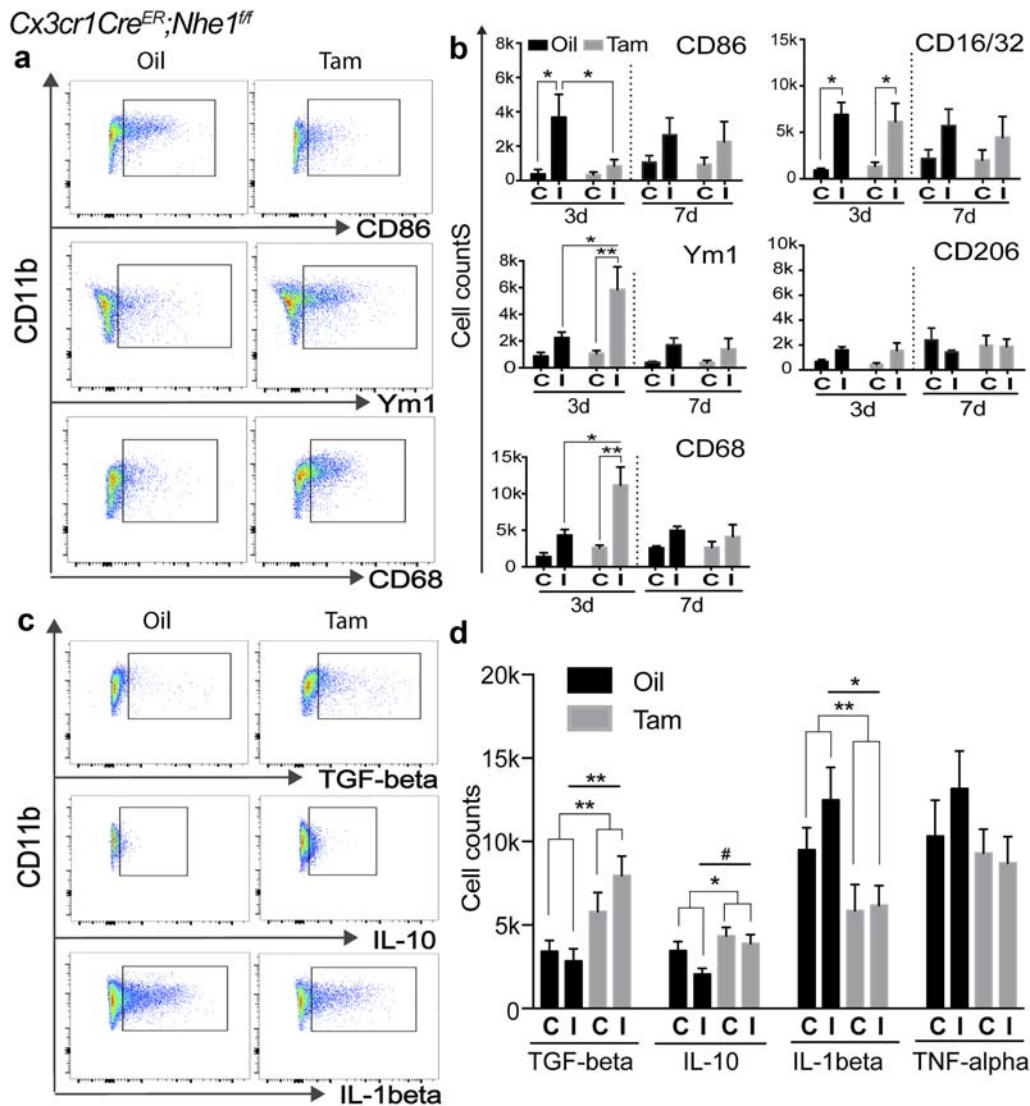 Cx3cr1Cre^ER;Nhe1^f/f
a
Oil Tam
CD11b
CD86
Ym1
CD68
b
Cell countS
Oil Tam
CD86
8k
6k
4k
2k
0
* *
C I C I C I C I
3d 7d
CD16/32
15k
10k
5k
0
* *
C I C I C I C I
3d 7d
Ym1
10k
8k
6k
4k
2k
0
*
**
C I C I C I C I
3d 7d
CD206
10k
8k
6k
4k
2k
0
C I C I C I C I
3d 7d
CD68
15k
10k
5k
0
*
**
C I C I C I C I
3d 7d
c
Oil Tam
CD11b
TGF-beta
IL-10
IL-1beta
d
Oil
Tam
Cell counts
20k
15k
10k
5k
0
**
**
#
*
*
**
C I C I C I C I C I C I C I C I
TGF-beta IL-10 IL-1beta TNF-alpha